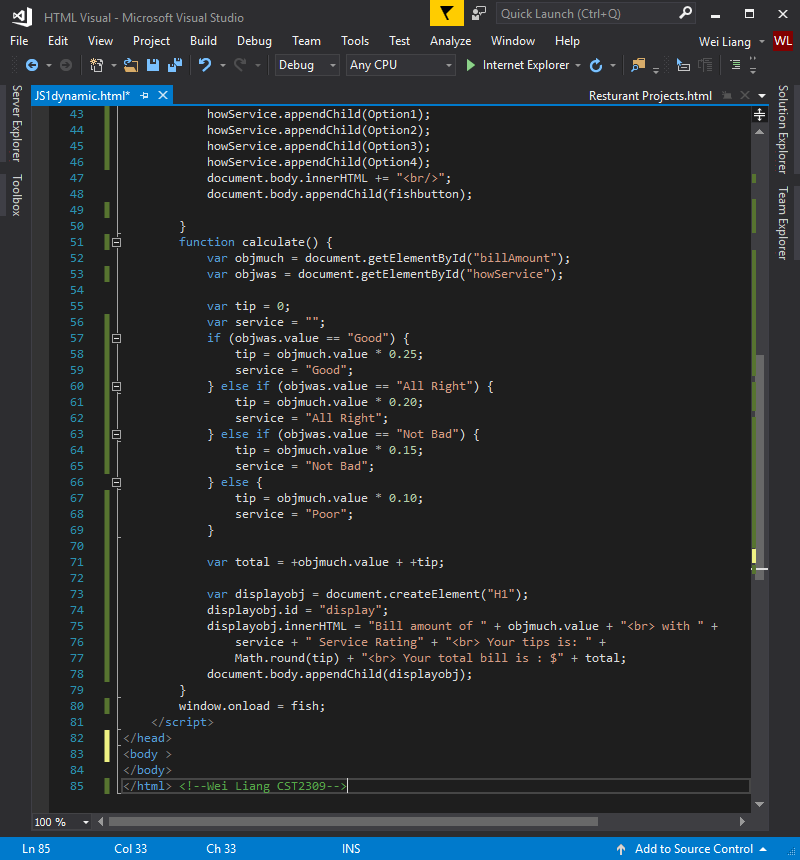 HTML Visual - Microsoft Visual Studio
Quick Launch (Ctrl+Q)
File Edit View Project Build Debug Team Tools Test Analyze Window Help
Wei Liang WL
Debug Any CPU Internet Explorer
JS1dynamic.html* Resturant Projects.html
Server Explorer
Toolbox
Solution Explorer
Team Explorer
43 howService.appendChild(Option1);
44 howService.appendChild(Option2);
45 howService.appendChild(Option3);
46 howService.appendChild(Option4);
47 document.body.innerHTML += "<br/>";
48 document.body.appendChild(fishbutton);
49
50 }
51 function calculate() {
52 var objmuch = document.getElementById("billAmount");
53 var objwas = document.getElementById("howService");
54
55 var tip = 0;
56 var service = "";
57 if (objwas.value == "Good") {
58 tip = objmuch.value * 0.25;
59 service = "Good";
60 } else if (objwas.value == "All Right") {
61 tip = objmuch.value * 0.20;
62 service = "All Right";
63 } else if (objwas.value == "Not Bad") {
64 tip = objmuch.value * 0.15;
65 service = "Not Bad";
66 } else {
67 tip = objmuch.value * 0.10;
68 service = "Poor";
69 }
70
71 var total = +objmuch.value + +tip;
72
73 var displayobj = document.createElement("H1");
74 displayobj.id = "display";
75 displayobj.innerHTML = "Bill amount of " + objmuch.value + "<br> with " +
76 service + " Service Rating" + "<br> Your tips is: " +
77 Math.round(tip) + "<br> Your total bill is : $" + total;
78 document.body.appendChild(displayobj);
79 }
80 window.onload = fish;
81 </script>
82 </head>
83 <body >
84 </body>
85 </html> <!--Wei Liang CST2309-->
100 %
Ln 85 Col 33 Ch 33 INS Add to Source Control